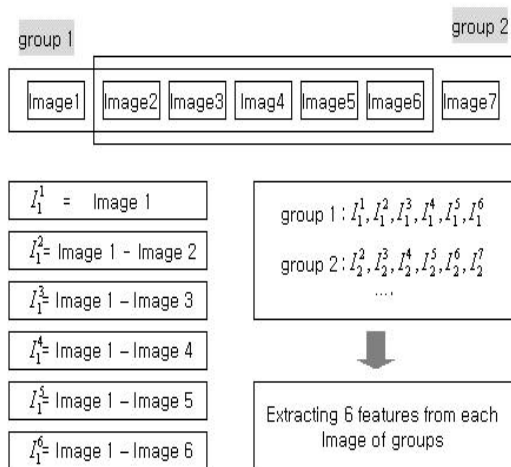 group 1
group 2
Image1 Image2 Image3 Imag4 Image5 Image6 Image7
I₁¹ = Image 1
I₁²= Image 1 - Image 2
I₁³= Image 1 – Image 3
I₁⁴= Image 1 – Image 4
I₁⁵= Image 1 – Image 5
I₁⁶= Image 1 – Image 6
group 1 : I₁¹, I₁², I₁³, I₁⁴, I₁⁵, I₁⁶
group 2 : I₂², I₂³, I₂⁴, I₂⁵, I₂⁶, I₂⁷
....
Extracting 6 features from each
Image of groups